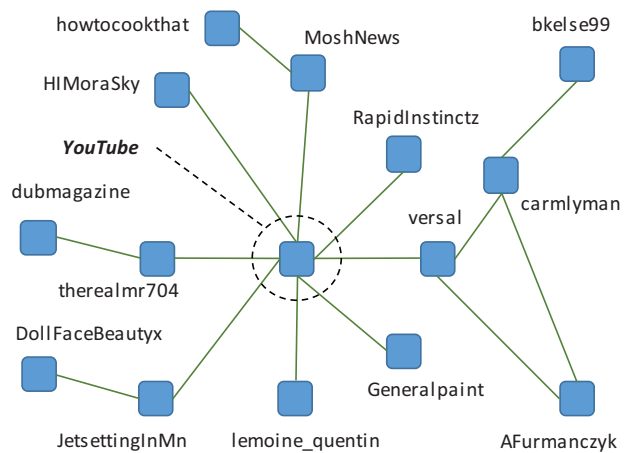 howtocookthat
MoshNews
bkelse99
HIMoraSky
RapidInstinctz
YouTube
dubmagazine
versal
carmlyman
therealmr704
DollFaceBeautyx
Generalpaint
JetsettingInMn
lemoine_quentin
AFurmanczyk